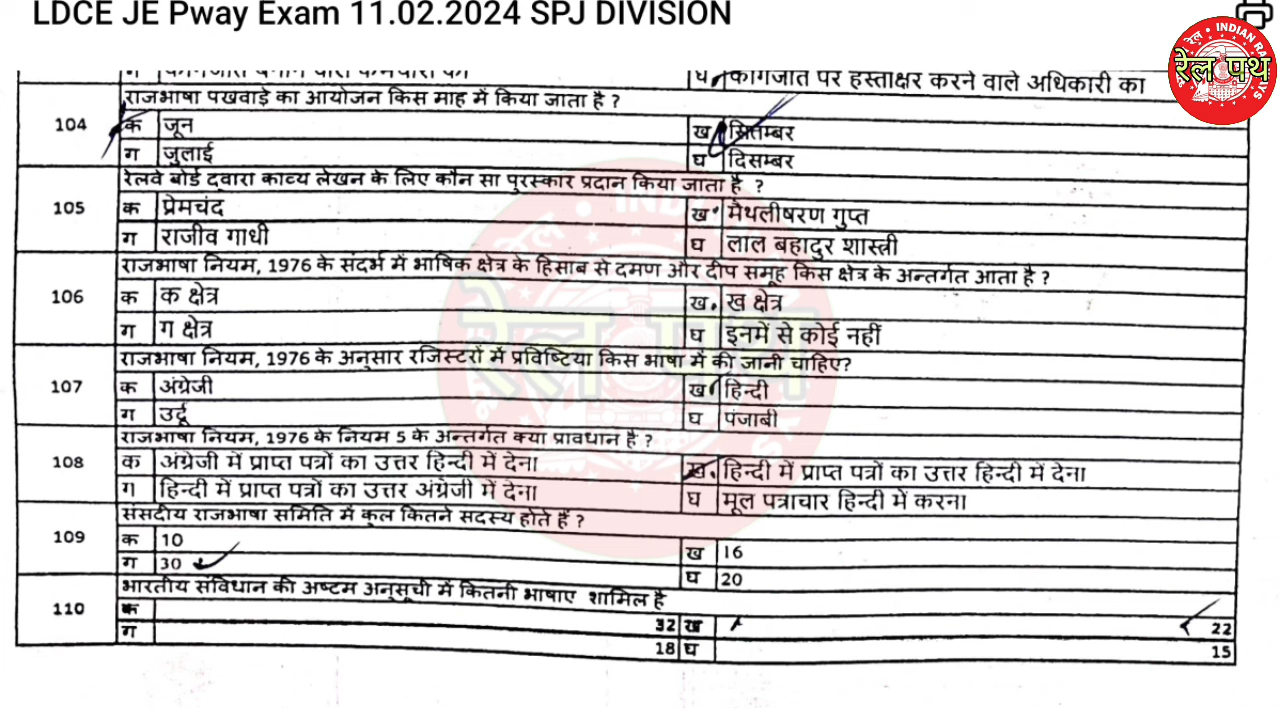 LDCE JE Pway Exam 11.02.2024 SPJ DIVISION
रेल • INDIAN RAILWAYS
रेल पथ
ग कागजात बनाने वाले कर्मचारी का घ कागजात पर हस्ताक्षर करने वाले अधिकारी का
104 राजभाषा पखवाड़े का आयोजन किस माह में किया जाता है ?
क जून ख सितम्बर
ग जुलाई घ दिसम्बर
105 रेलवे बोर्ड द्वारा काव्य लेखन के लिए कौन सा पुरस्कार प्रदान किया जाता है ?
क प्रेमचंद ख मैथलीषरण गुप्त
ग राजीव गाधी घ लाल बहादुर शास्त्री
106 राजभाषा नियम, 1976 के संदर्भ में भाषिक क्षेत्र के हिसाब से दमण और दीप समूह किस क्षेत्र के अन्तर्गत आता है ?
क क क्षेत्र ख ख क्षेत्र
ग ग क्षेत्र घ इनमें से कोई नहीं
107 राजभाषा नियम, 1976 के अनुसार रजिस्टरों में प्रविष्टिया किस भाषा में की जानी चाहिए?
क अंग्रेजी ख हिन्दी
ग उर्दू घ पंजाबी
108 राजभाषा नियम, 1976 के नियम 5 के अन्तर्गत क्या प्रावधान है ?
क अंग्रेजी में प्राप्त पत्रों का उत्तर हिन्दी में देना ख हिन्दी में प्राप्त पत्रों का उत्तर हिन्दी में देना
ग हिन्दी में प्राप्त पत्रों का उत्तर अंग्रेजी में देना घ मूल पत्राचार हिन्दी में करना
109 संसदीय राजभाषा समिति में कुल कितने सदस्य होते हैं ?
क 10 ख 16
ग 30 घ 20
110 भारतीय संविधान की अष्टम अनुसूची में कितनी भाषाए शामिल है
क 32 ख 22
ग 18 घ 15